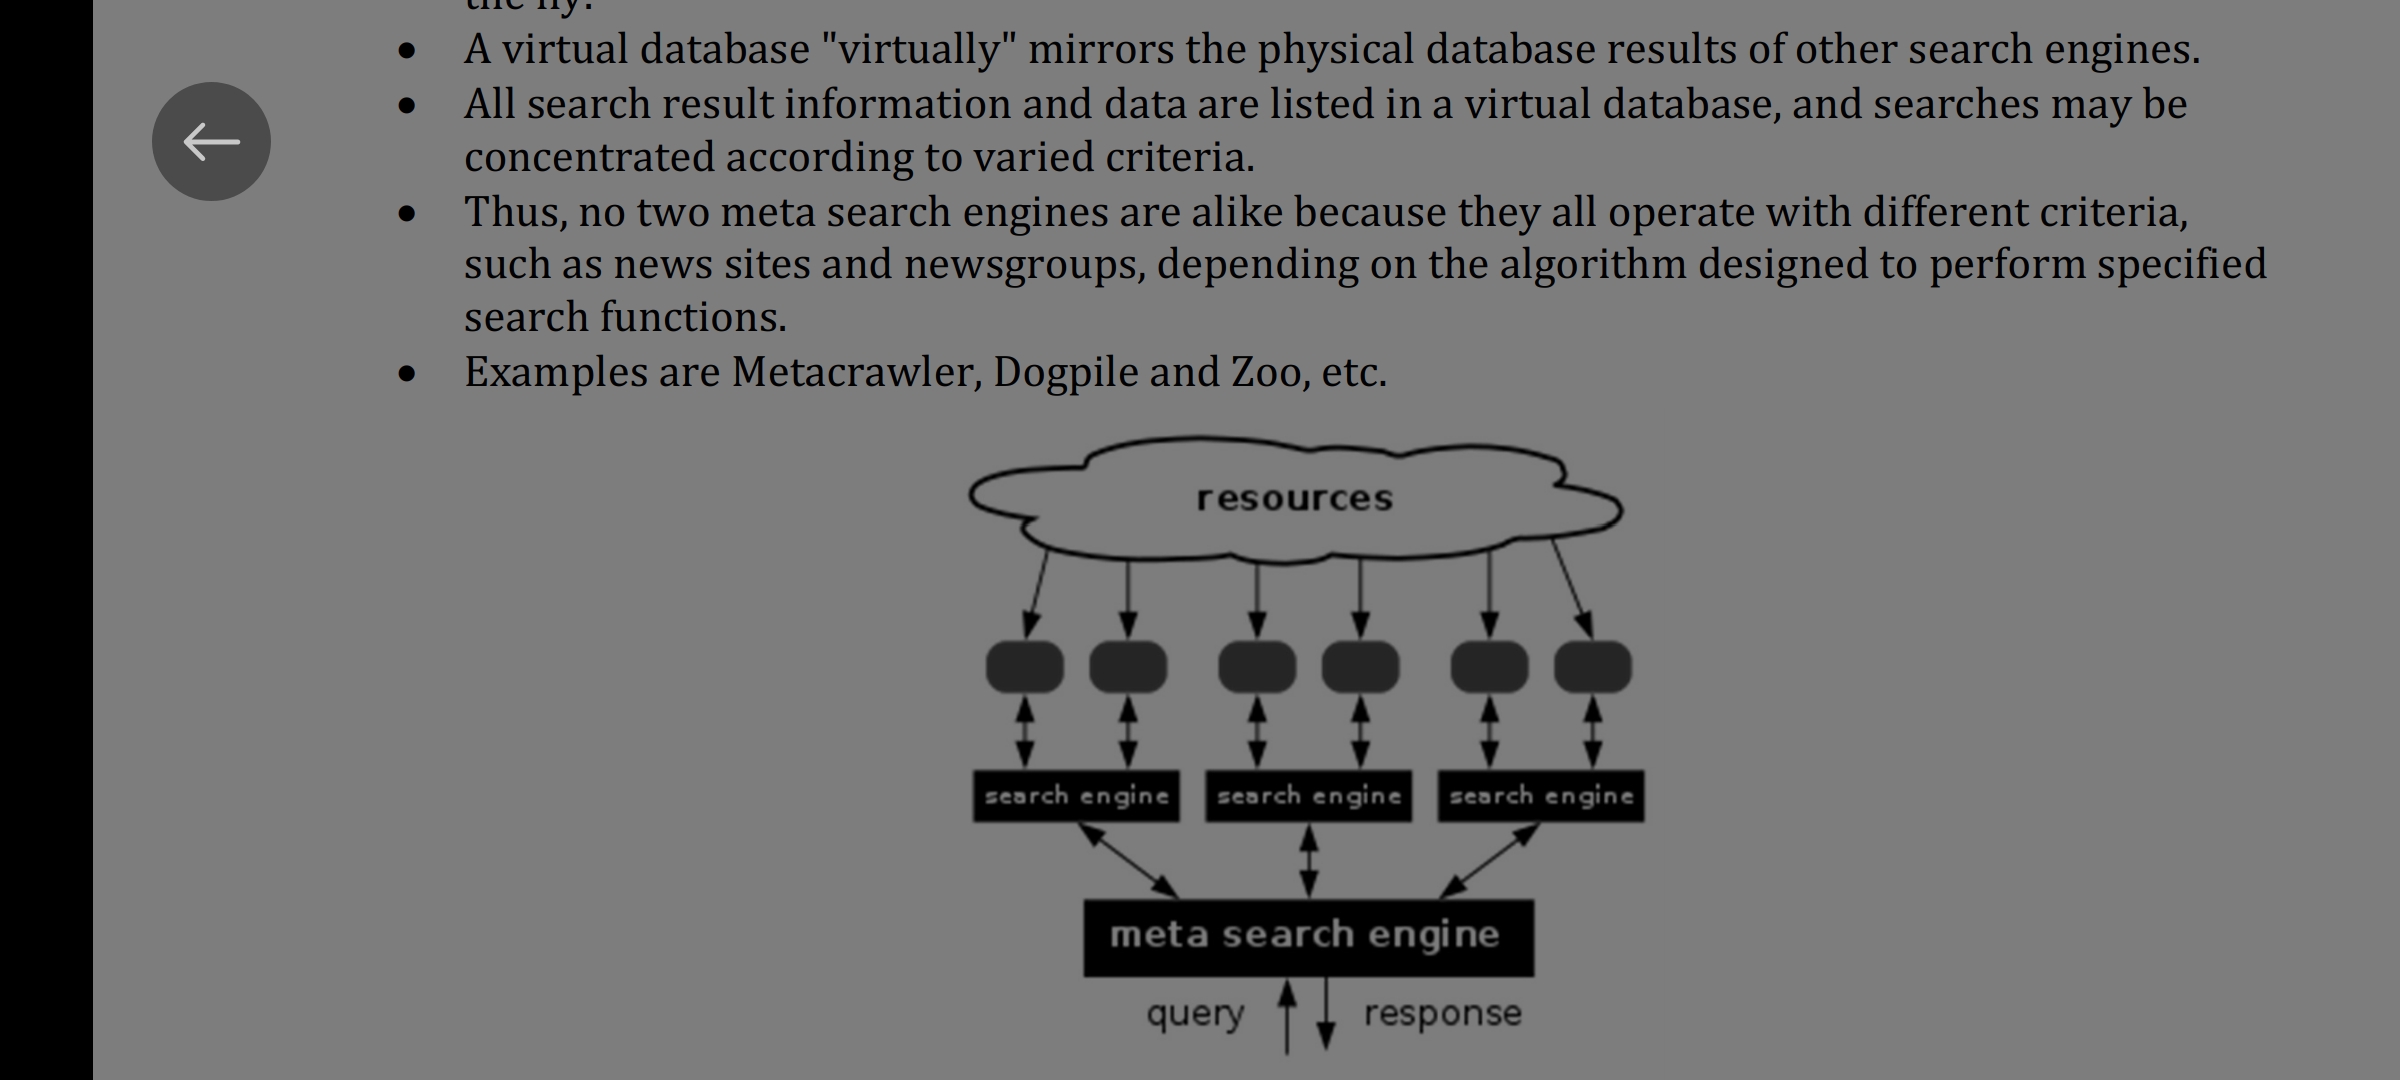 the fly.
• A virtual database "virtually" mirrors the physical database results of other search engines.
• All search result information and data are listed in a virtual database, and searches may be
concentrated according to varied criteria.
• Thus, no two meta search engines are alike because they all operate with different criteria,
such as news sites and newsgroups, depending on the algorithm designed to perform specified
search functions.
• Examples are Metacrawler, Dogpile and Zoo, etc.
resources
search engine search engine search engine
meta search engine
query response